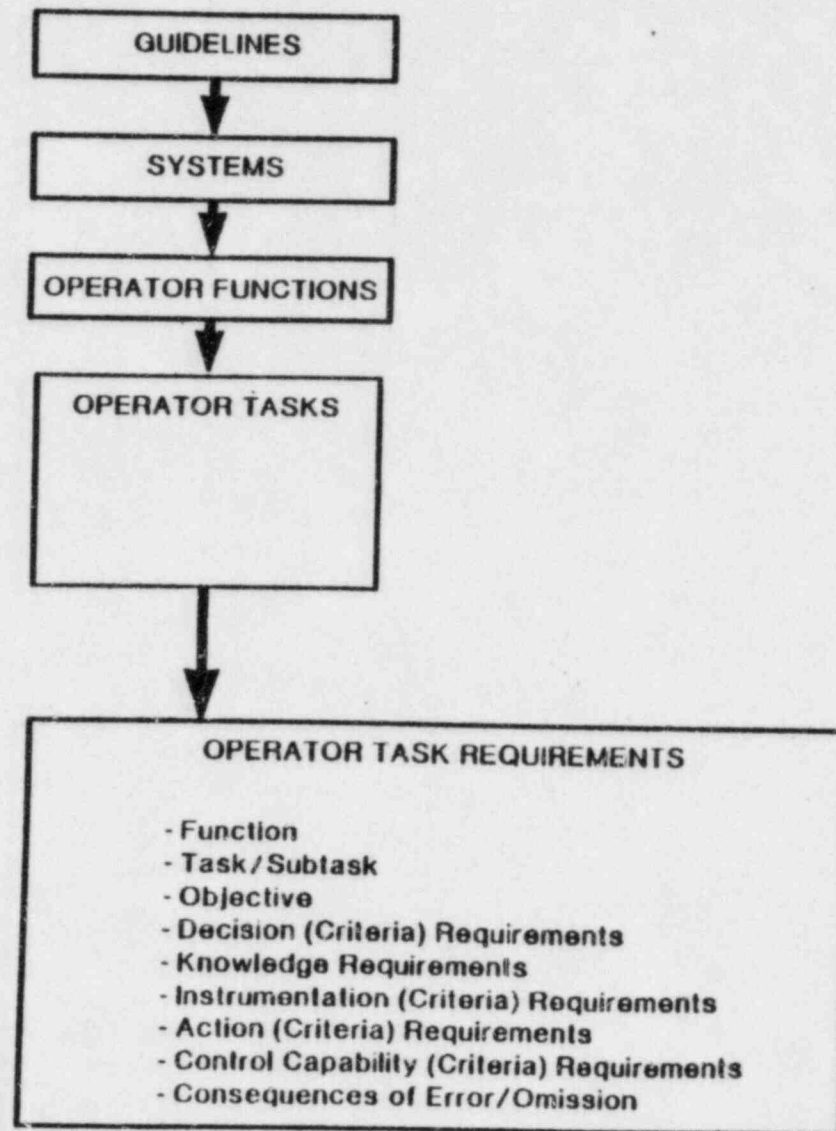 GUIDELINES
SYSTEMS
OPERATOR FUNCTIONS
OPERATOR TASKS
OPERATOR TASK REQUIREMENTS
- Function
- Task/Subtask
- Objective
- Decision (Criteria) Requirements
- Knowledge Requirements
- Instrumentation (Criteria) Requirements
- Action (Criteria) Requirements
- Control Capability (Criteria) Requirements
- Consequences of Error/Omission